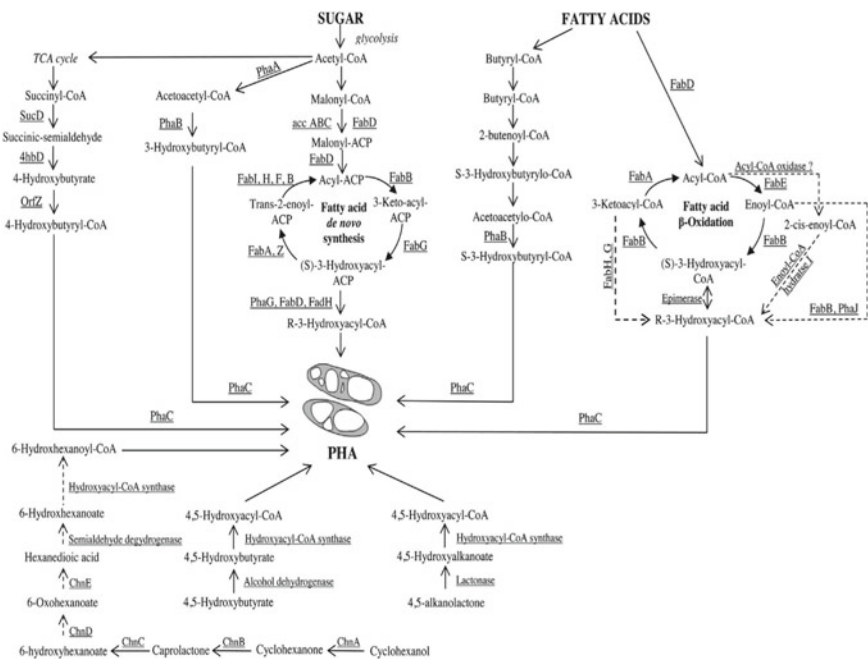 SUGAR
glycolysis
TCA cycle
Acetyl-CoA
PhaA
Succinyl-CoA
SucD
Succinic-semialdehyde
4hbD
4-Hydroxybutyrate
OrfZ
4-Hydroxybutyryl-CoA
PhaC
Acetoacetyl-CoA
PhaB
3-Hydroxybutyryl-CoA
PhaC
Malonyl-CoA
acc ABC
FabD
Malonyl-ACP
FabD
Acyl-ACP
FabI, H, F, B
FabB
Trans-2-enoyl-
ACP
3-Keto-acyl-
ACP
Fatty acid
de novo
synthesis
FabA, Z
FabG
(S)-3-Hydroxyacyl-
ACP
PhaG, FabD, FadH
R-3-Hydroxyacyl-CoA
FATTY ACIDS
Butyryl-CoA
Butyryl-CoA
2-butenoyl-CoA
S-3-Hydroxybutyrylo-CoA
Acetoacetylo-CoA
PhaB
S-3-Hydroxybutyryl-CoA
PhaC
FabD
Acyl-CoA oxidase ?
FabA
Acyl-CoA
FabE
3-Ketoacyl-CoA
Enoyl-CoA
2-cis-enoyl-CoA
Fatty acid
β-Oxidation
FabB
FabB
FabH, G
(S)-3-Hydroxyacyl-
CoA
Enoyl-CoA
hydratse I
Epimerase
FabB, PhaJ
R-3-Hydroxyacyl-CoA
PhaC
PHA
6-Hydroxhexanoyl-CoA
Hydroxyacyl-CoA synthase
6-Hydroxhexanoate
Semialdehyde degydrogenase
Hexanedioic acid
ChnE
6-Oxohexanoate
ChnD
6-hydroxyhexanoate
ChnC
Caprolactone
ChnB
Cyclohexanone
ChnA
Cyclohexanol
4,5-Hydroxyacyl-CoA
Hydroxyacyl-CoA synthase
4,5-Hydroxybutyrate
Alcohol dehydrogenase
4,5-Hydroxybutyrate
4,5-Hydroxyacyl-CoA
Hydroxyacyl-CoA synthase
4,5-Hydroxyalkanoate
Lactonase
4,5-alkanolactone